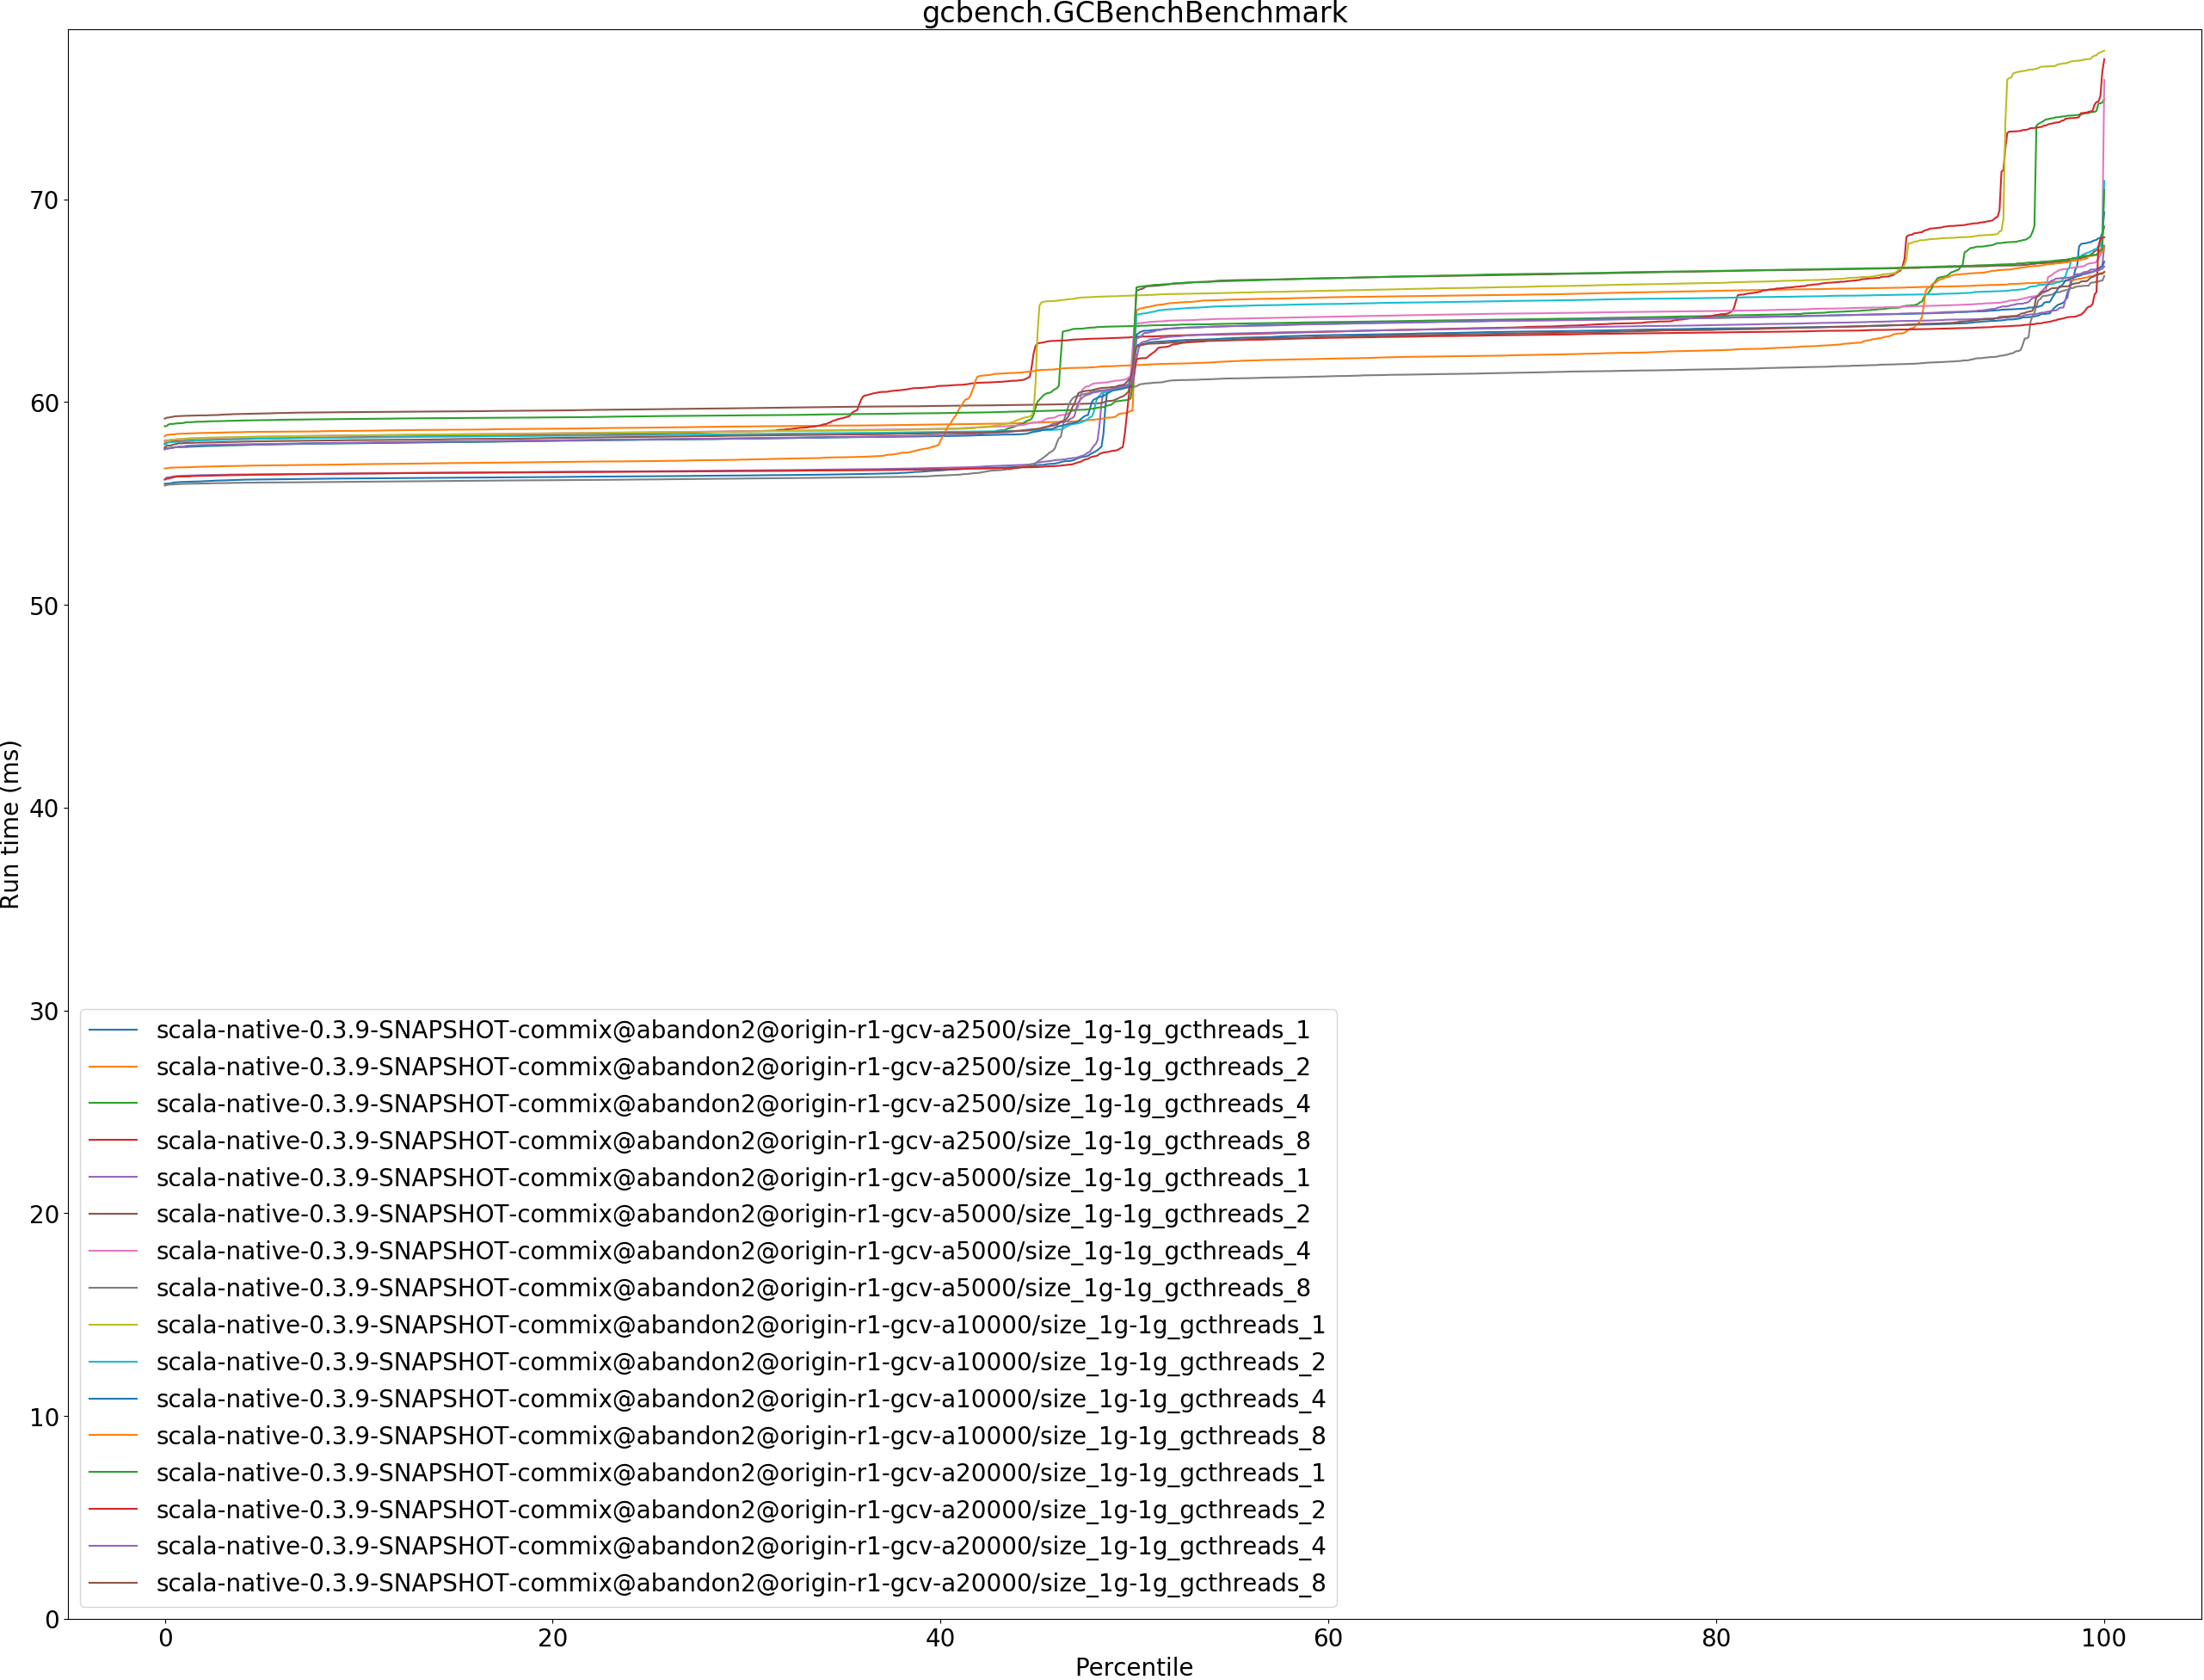 gcbench.GCBenchBenchmark
Run time (ms)
70
60
50
40
30
20
10
0
scala-native-0.3.9-SNAPSHOT-commix@abandon2@origin-r1-gcv-a2500/size_1g-1g_gcthreads_1
scala-native-0.3.9-SNAPSHOT-commix@abandon2@origin-r1-gcv-a2500/size_1g-1g_gcthreads_2
scala-native-0.3.9-SNAPSHOT-commix@abandon2@origin-r1-gcv-a2500/size_1g-1g_gcthreads_4
scala-native-0.3.9-SNAPSHOT-commix@abandon2@origin-r1-gcv-a2500/size_1g-1g_gcthreads_8
scala-native-0.3.9-SNAPSHOT-commix@abandon2@origin-r1-gcv-a5000/size_1g-1g_gcthreads_1
scala-native-0.3.9-SNAPSHOT-commix@abandon2@origin-r1-gcv-a5000/size_1g-1g_gcthreads_2
scala-native-0.3.9-SNAPSHOT-commix@abandon2@origin-r1-gcv-a5000/size_1g-1g_gcthreads_4
scala-native-0.3.9-SNAPSHOT-commix@abandon2@origin-r1-gcv-a5000/size_1g-1g_gcthreads_8
scala-native-0.3.9-SNAPSHOT-commix@abandon2@origin-r1-gcv-a10000/size_1g-1g_gcthreads_1
scala-native-0.3.9-SNAPSHOT-commix@abandon2@origin-r1-gcv-a10000/size_1g-1g_gcthreads_2
scala-native-0.3.9-SNAPSHOT-commix@abandon2@origin-r1-gcv-a10000/size_1g-1g_gcthreads_4
scala-native-0.3.9-SNAPSHOT-commix@abandon2@origin-r1-gcv-a10000/size_1g-1g_gcthreads_8
scala-native-0.3.9-SNAPSHOT-commix@abandon2@origin-r1-gcv-a20000/size_1g-1g_gcthreads_1
scala-native-0.3.9-SNAPSHOT-commix@abandon2@origin-r1-gcv-a20000/size_1g-1g_gcthreads_2
scala-native-0.3.9-SNAPSHOT-commix@abandon2@origin-r1-gcv-a20000/size_1g-1g_gcthreads_4
scala-native-0.3.9-SNAPSHOT-commix@abandon2@origin-r1-gcv-a20000/size_1g-1g_gcthreads_8
0 20 40 60 80 100
Percentile